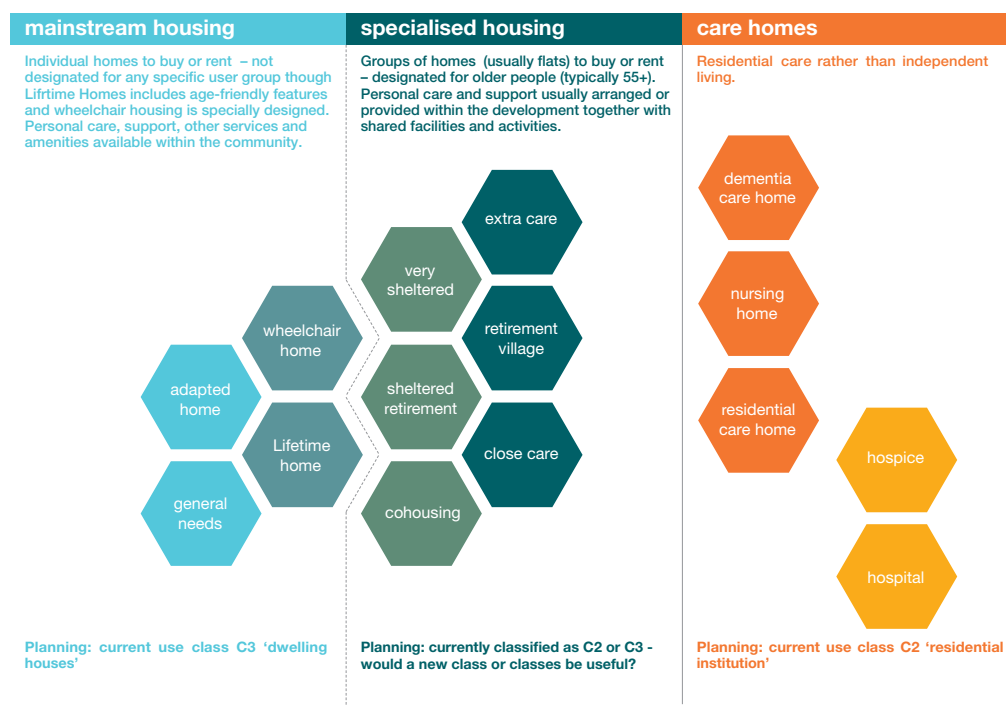 mainstream housing
Individual homes to buy or rent – not
designated for any specific user group though
Lifrtime Homes includes age-friendly features
and wheelchair housing is specially designed.
Personal care, support, other services and
amenities available within the community.
wheelchair
home
adapted
home
Lifetime
home
general
needs
Planning: current use class C3 ‘dwelling
houses’
specialised housing
Groups of homes (usually flats) to buy or rent
– designated for older people (typically 55+).
Personal care and support usually arranged or
provided within the development together with
shared facilities and activities.
extra care
very
sheltered
retirement
village
sheltered
retirement
close care
cohousing
Planning: currently classified as C2 or C3 -
would a new class or classes be useful?
care homes
Residential care rather than independent
living.
dementia
care home
nursing
home
residential
care home
hospice
hospital
Planning: current use class C2 ‘residential
institution’